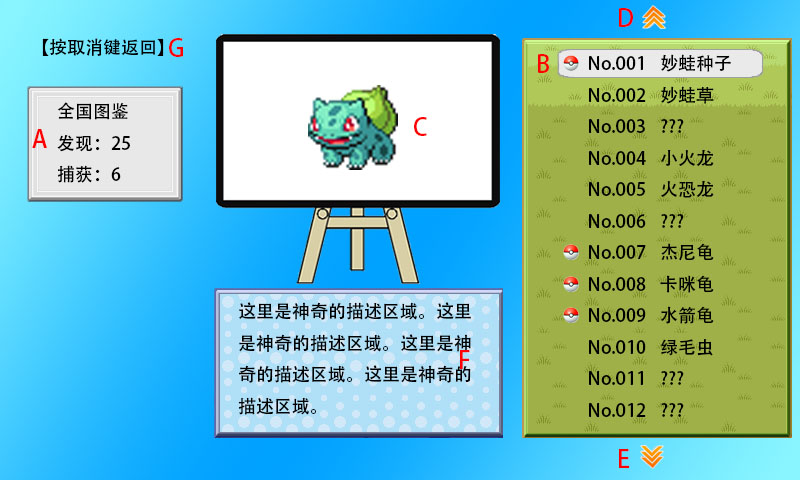 【按取消键返回】G
A
全国图鉴
发现：25
捕获：6
C
这里是神奇的描述区域。这里
是神奇的描述区域。这里是神
奇的描述区域。这里是神奇的
描述区域。
F
D
B
No.001 妙蛙种子
No.002 妙蛙草
No.003 ???
No.004 小火龙
No.005 火恐龙
No.006 ???
No.007 杰尼龟
No.008 卡咪龟
No.009 水箭龟
No.010 绿毛虫
No.011 ???
No.012 ???
E